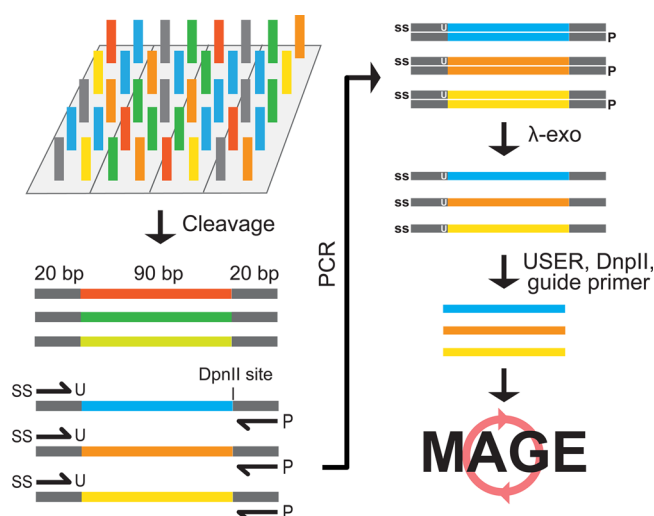 Cleavage
20 bp 90 bp 20 bp
DpnII site
SS U
P
SS U
P
SS U
P
PCR
SS U
P
SS U
P
SS U
P
λ-exo
SS U
SS U
SS U
USER, DnpII,
guide primer
MAGE